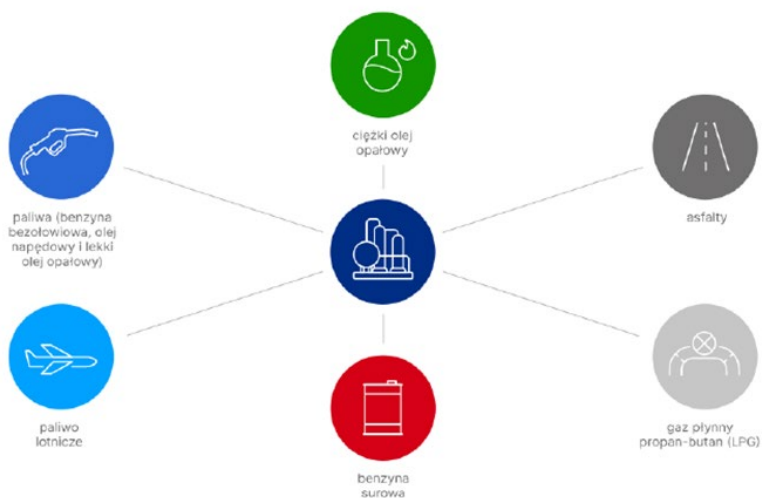 ciężki olej
opałowy
paliwa (benzyna
bezołowiowa, olej
napędowy i lekki
olej opałowy)
asfalty
paliwo
lotnicze
gaz płynny
propan-butan (LPG)
benzyna
surowa